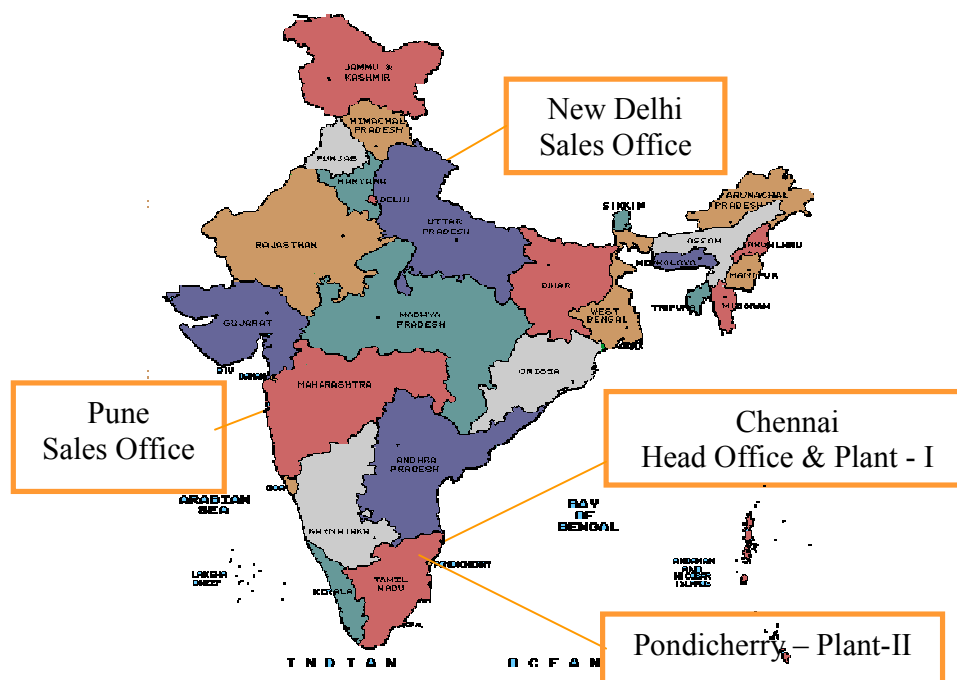 JAMMU &
KASHMIR
HIMACHAL
PRADESH
New Delhi
Sales Office
PUNJAB
HARYANA
DELHI
ARUNACHAL
PRADESH
SIKKIM
UTTAR
PRADESH
ASSAM
RAJASTHAN
MANIPUR
BIHAR
TRIPURA
MIZORAM
WEST
BENGAL
GUJARAT
MADHYA
PRADESH
DIU
DAMAN
ORISSA
MAHARASHTRA
Pune
Sales Office
Chennai
Head Office & Plant - I
ANDHRA
PRADESH
GOA
ARABIAN
SEA
BAY
OF
BENGAL
KARNATAKA
PONDICHERRY
ANDAMAN
AND
NICOBAR
ISLANDS
LAKSHA
DWEEP
KERALA
TAMIL
NADU
Pondicherry – Plant-II
INDIAN OCEAN